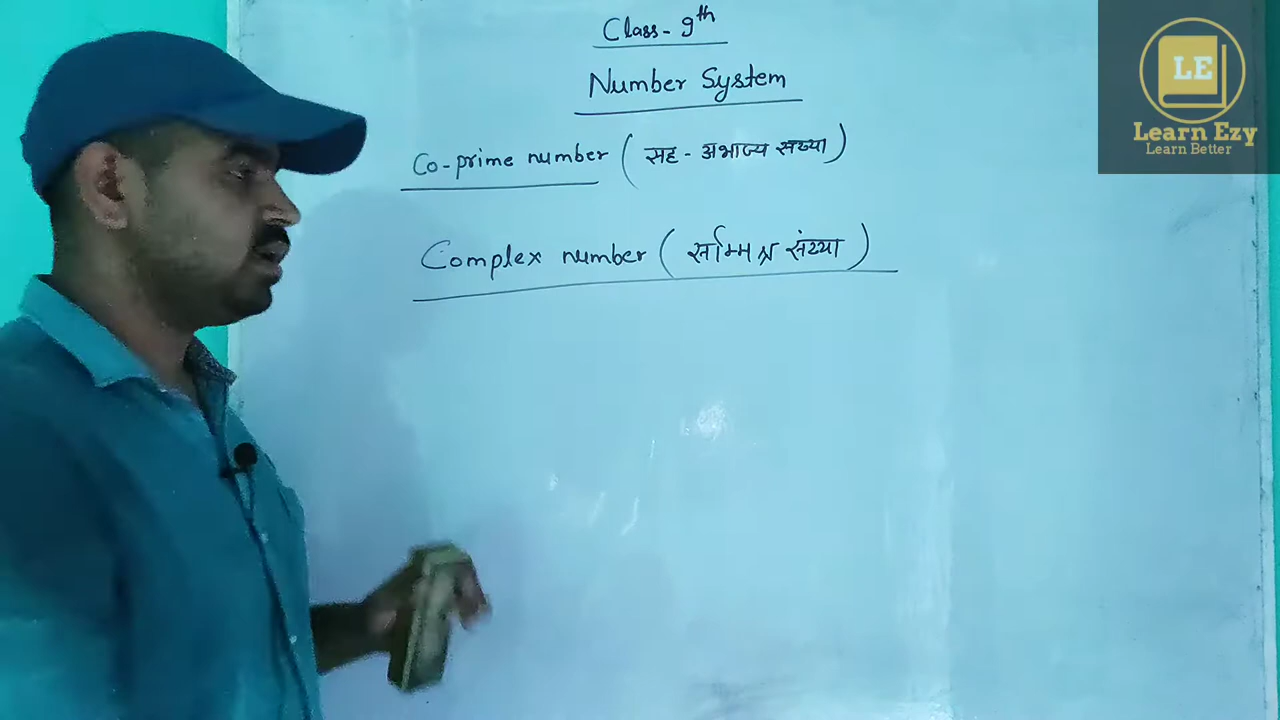 Class - 9th
Number System
Co-prime number (सह - अभाज्य संख्या)
Complex number (सम्मिश्र संख्या)
LE
Learn Ezy
Learn Better